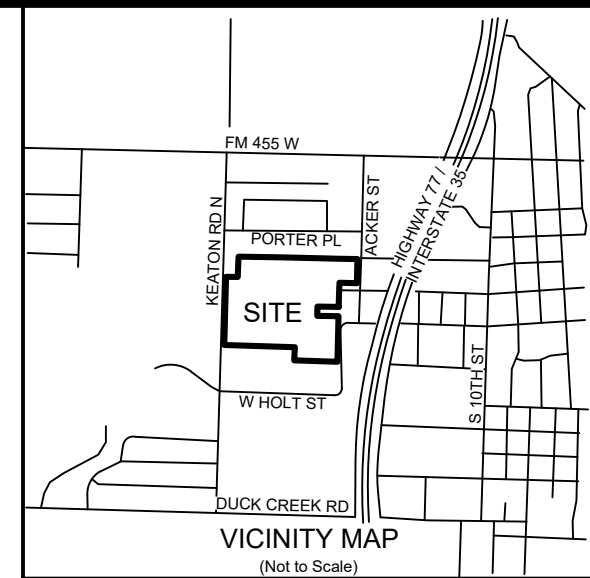 FM 455 W
KEATON RD N
ACKER ST
HIGHWAY 77 /
INTERSTATE 35
PORTER PL
SITE
W HOLT ST
S 10TH ST
DUCK CREEK RD
VICINITY MAP
(Not to Scale)